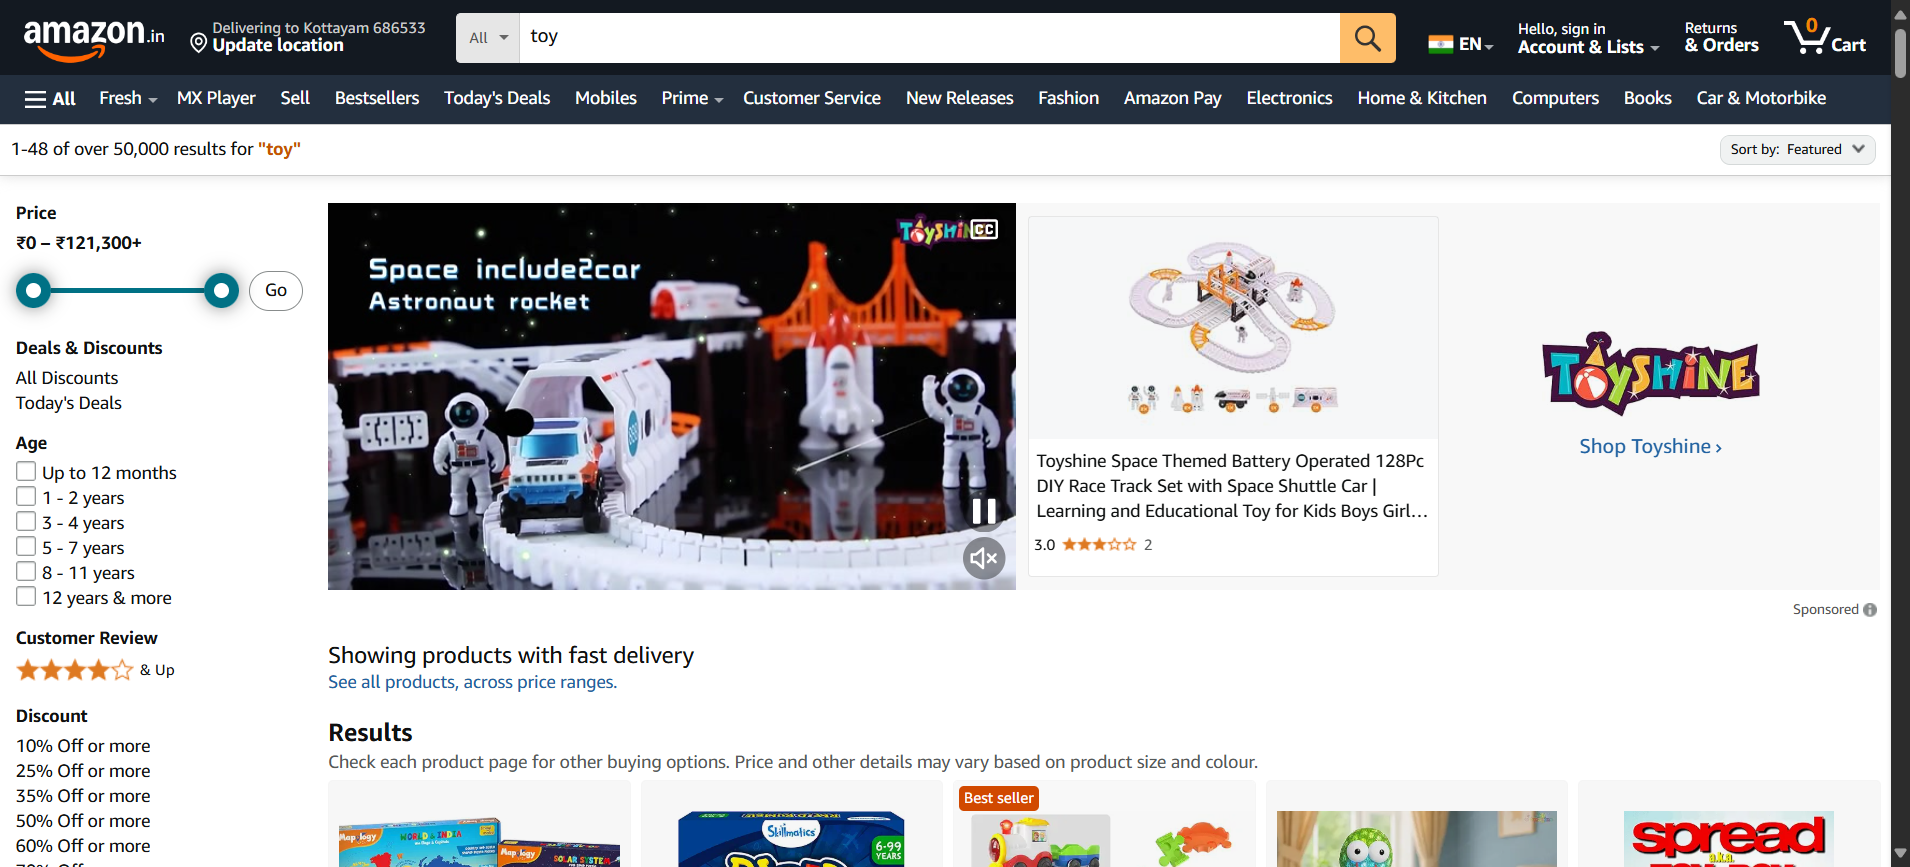 amazon.in
Delivering to Kottayam 686533
Update location
All
toy
EN
Hello, sign in
Account & Lists
Returns
& Orders
0
Cart
All
Fresh
MX Player
Sell
Bestsellers
Today's Deals
Mobiles
Prime
Customer Service
New Releases
Fashion
Amazon Pay
Electronics
Home & Kitchen
Computers
Books
Car & Motorbike
1-48 of over 50,000 results for "toy"
Sort by: Featured
Price
₹0 – ₹121,300+
Go
Deals & Discounts
All Discounts
Today's Deals
Age
Up to 12 months
1 - 2 years
3 - 4 years
5 - 7 years
8 - 11 years
12 years & more
Customer Review
& Up
Discount
10% Off or more
25% Off or more
35% Off or more
50% Off or more
60% Off or more
TOYSHINE
CC
Space include2car
Astronaut rocket
Toyshine Space Themed Battery Operated 128Pc
DIY Race Track Set with Space Shuttle Car |
Learning and Educational Toy for Kids Boys Girl…
3.0
2
TOYSHINE
Shop Toyshine ›
Sponsored
Showing products with fast delivery
See all products, across price ranges.
Results
Check each product page for other buying options. Price and other details may vary based on product size and colour.
Map ology
WORLD & INDIA
Map ology
SOLAR SYSTEM
Skillmatics
6-99
YEARS
Best seller
spread
a.k.a.